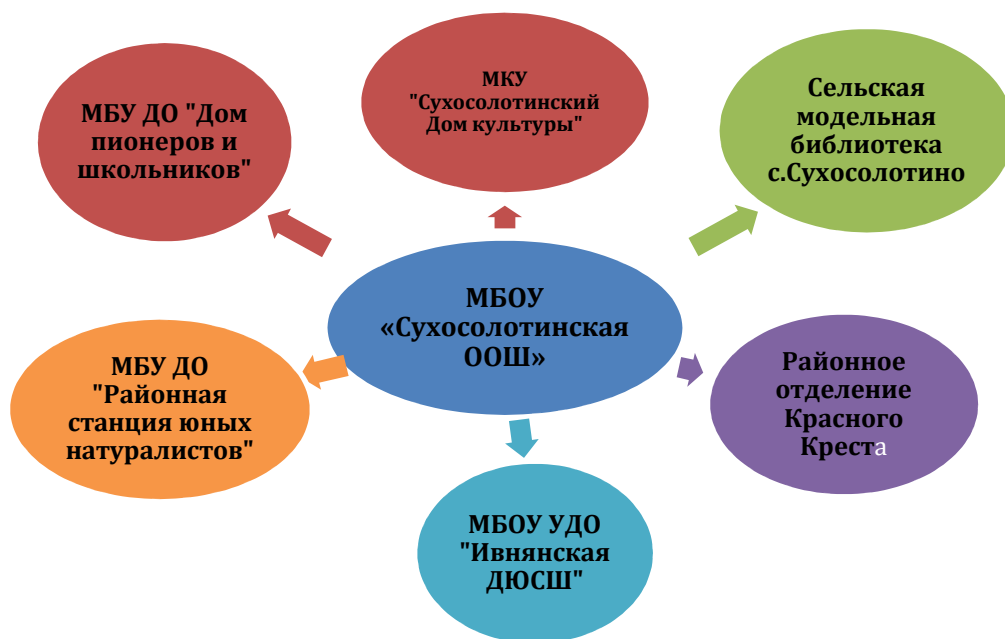 МБУ ДО "Дом
пионеров и
школьников"
МКУ
"Сухосолотинский
Дом культуры"
Сельская
модельная
библиотека
с.Сухосолотино
МБОУ
«Сухосолотинская
ООШ»
МБУ ДО
"Районная
станция юных
натуралистов"
Районное
отделение
Красного
Креста
МБОУ УДО
"Ивнянская
ДЮСШ"